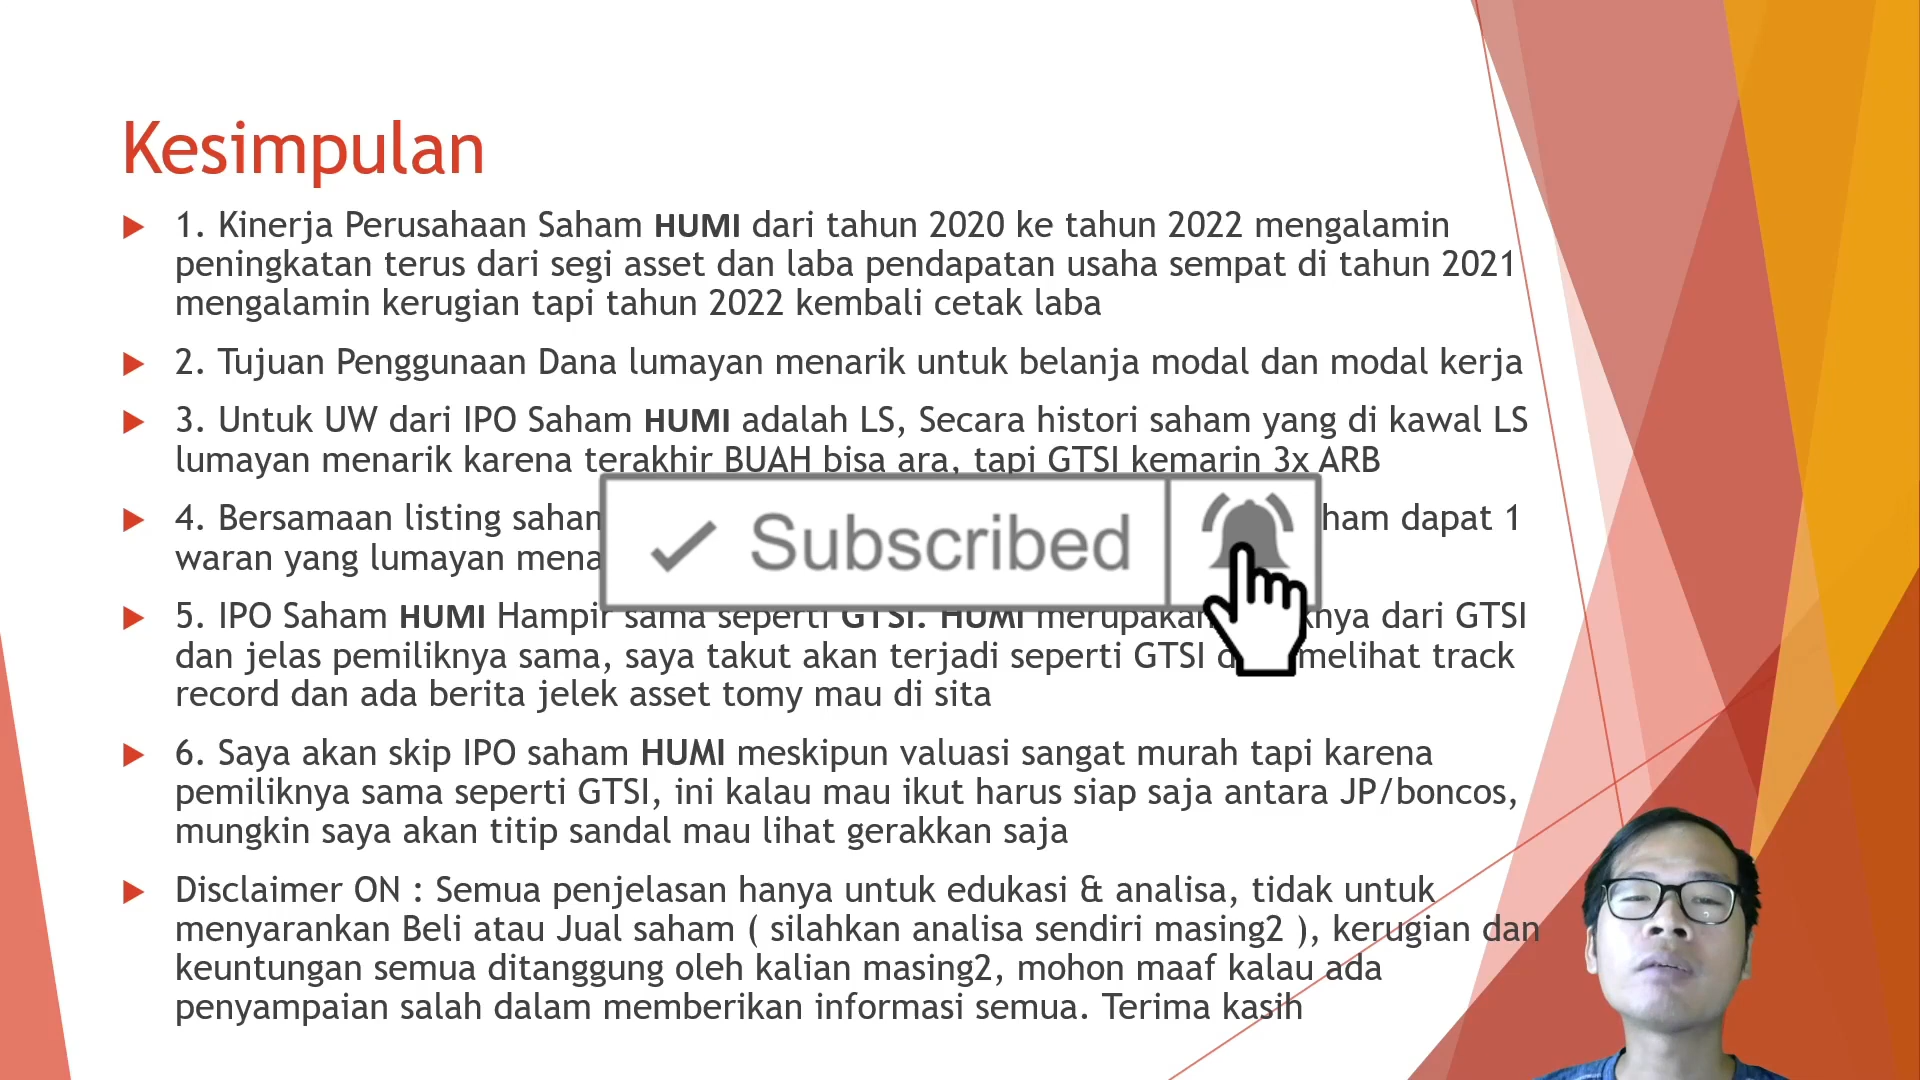 Kesimpulan
1. Kinerja Perusahaan Saham HUMI dari tahun 2020 ke tahun 2022 mengalamin
peningkatan terus dari segi asset dan laba pendapatan usaha sempat di tahun 2021
mengalamin kerugian tapi tahun 2022 kembali cetak laba
2. Tujuan Penggunaan Dana lumayan menarik untuk belanja modal dan modal kerja
3. Untuk UW dari IPO Saham HUMI adalah LS, Secara histori saham yang di kawal LS
lumayan menarik karena terakhir BUAH bisa ara, tapi GTSI kemarin 3x ARB
4. Bersamaan listing dapat 1
waran yang lumayan
Subscribed
5. IPO Saham HUMI Hampir sama seperti GTSI. HUMI merupakan dari GTSI
dan jelas pemiliknya sama, saya takut akan terjadi seperti GTSI melihat track
record dan ada berita jelek asset tomy mau di sita
6. Saya akan skip IPO saham HUMI meskipun valuasi sangat murah tapi karena
pemiliknya sama seperti GTSI, ini kalau mau ikut harus siap saja antara JP/boncos,
mungkin saya akan titip sandal mau lihat gerakkan saja
Disclaimer ON : Semua penjelasan hanya untuk edukasi & analisa, tidak untuk
menyarankan Beli atau Jual saham ( silahkan analisa sendiri masing2 ), kerugian dan
keuntungan semua ditanggung oleh kalian masing2, mohon maaf kalau ada
penyampaian salah dalam memberikan informasi semua. Terima kasih